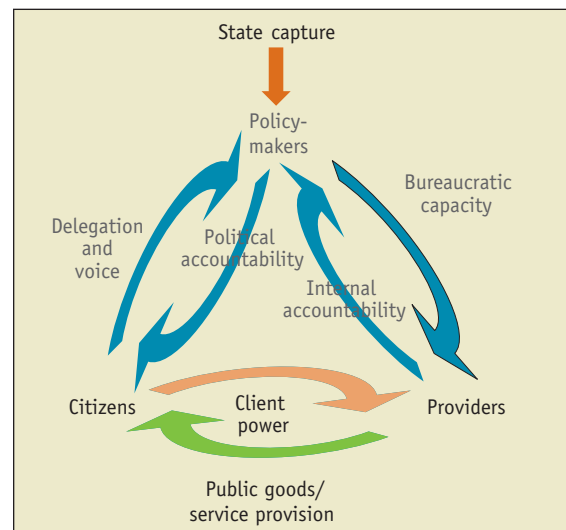 State capture
Policy-
makers
Bureaucratic
capacity
Delegation
and
voice
Political
accountability
Internal
accountability
Citizens
Client
power
Providers
Public goods/
service provision